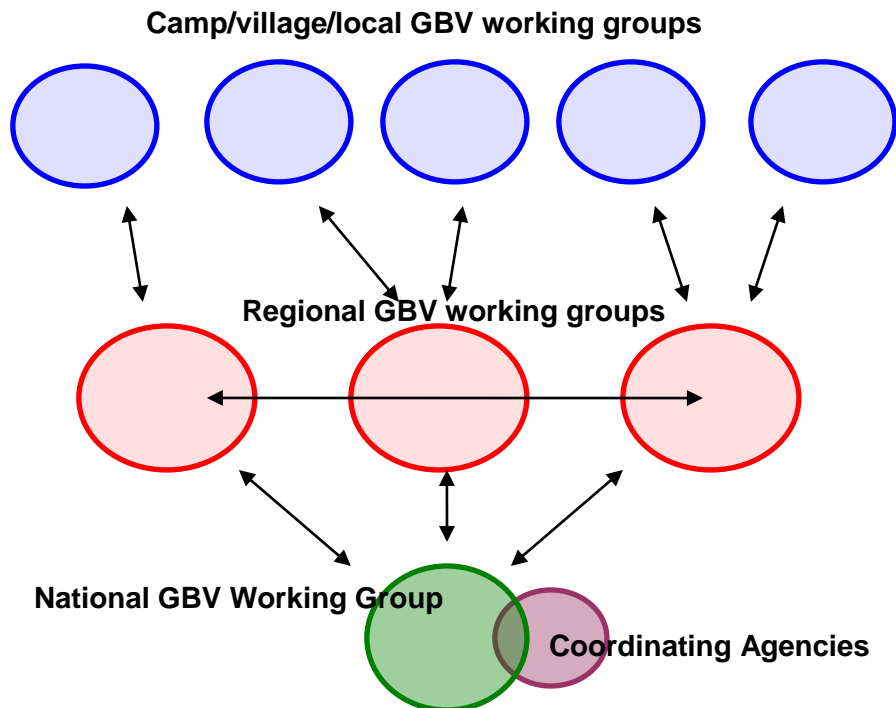 Camp/village/local GBV working groups
Regional GBV working groups
National GBV Working Group
Coordinating Agencies